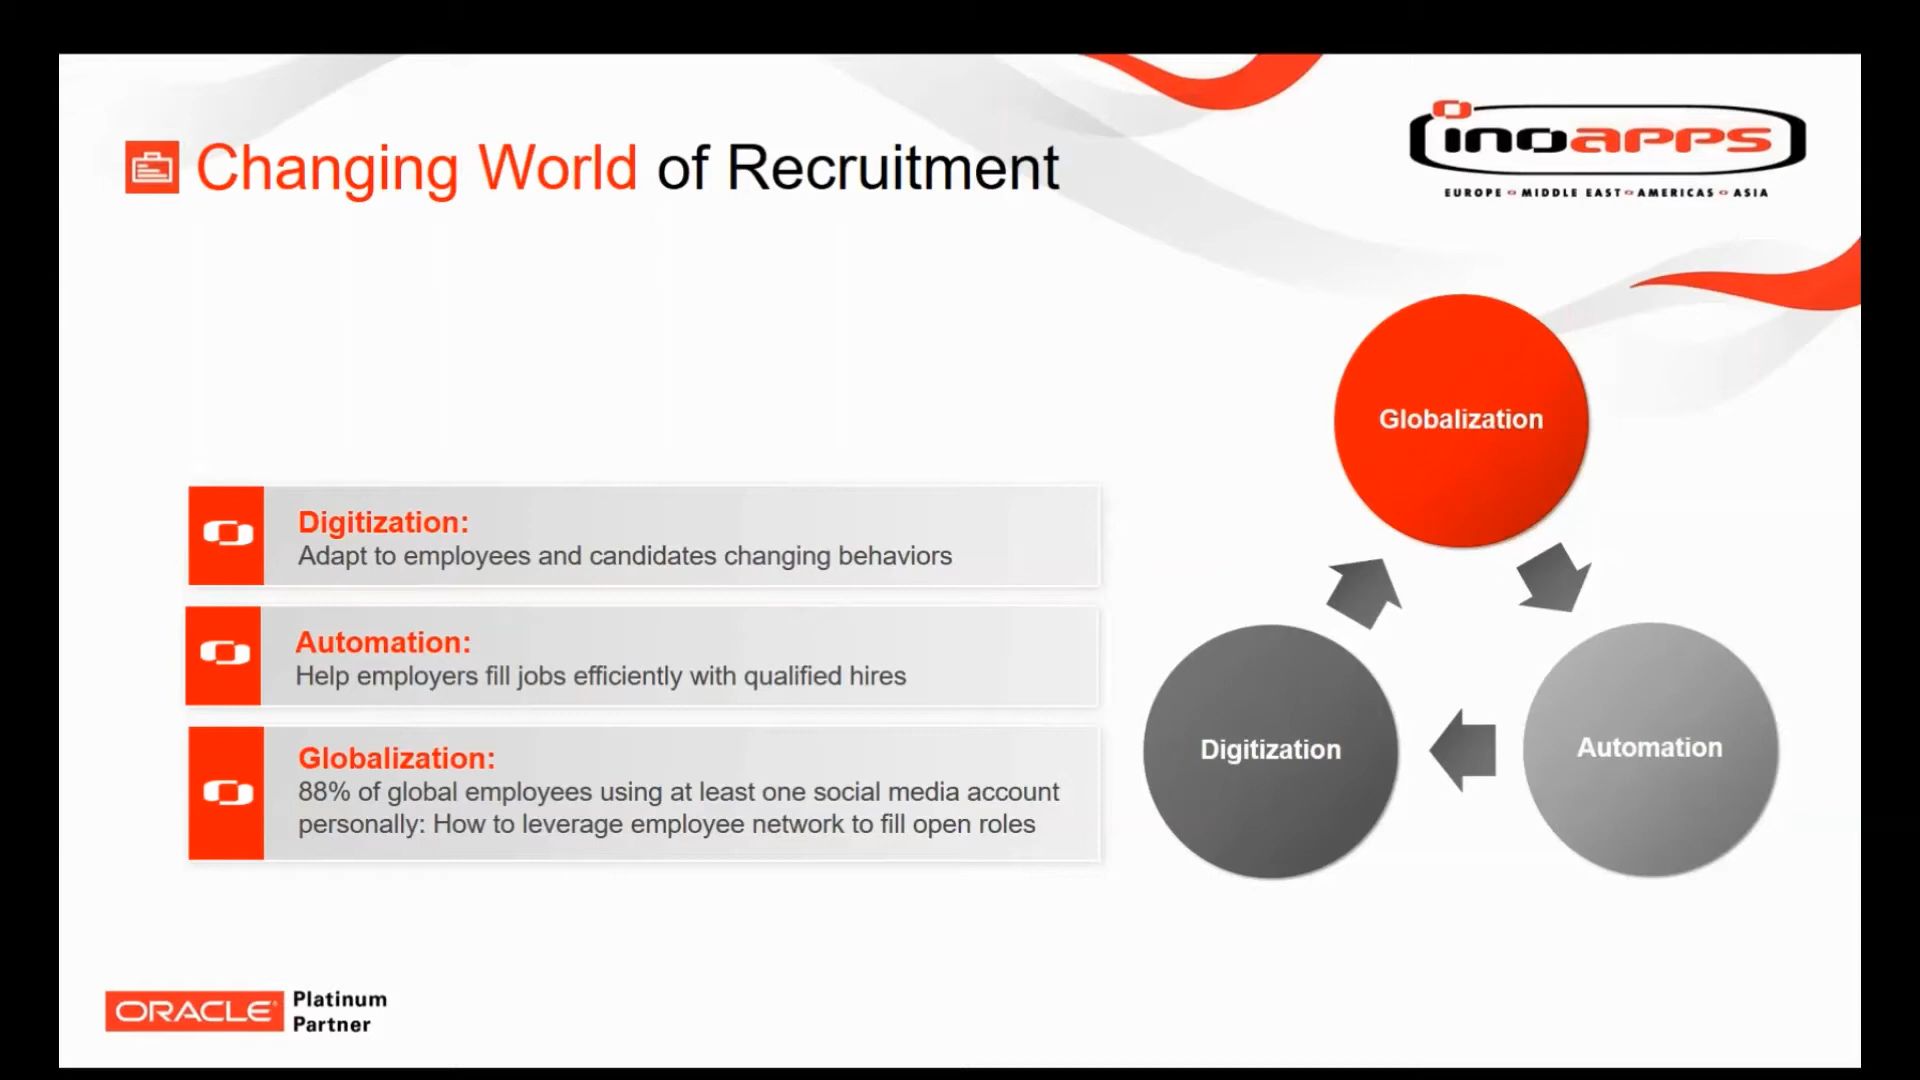 Changing World of Recruitment
inoapps
EUROPE MIDDLE EAST AMERICAS ASIA
Digitization:
Adapt to employees and candidates changing behaviors
Automation:
Help employers fill jobs efficiently with qualified hires
Globalization:
88% of global employees using at least one social media account
personally: How to leverage employee network to fill open roles
Globalization
Automation
Digitization
ORACLE® Platinum
Partner